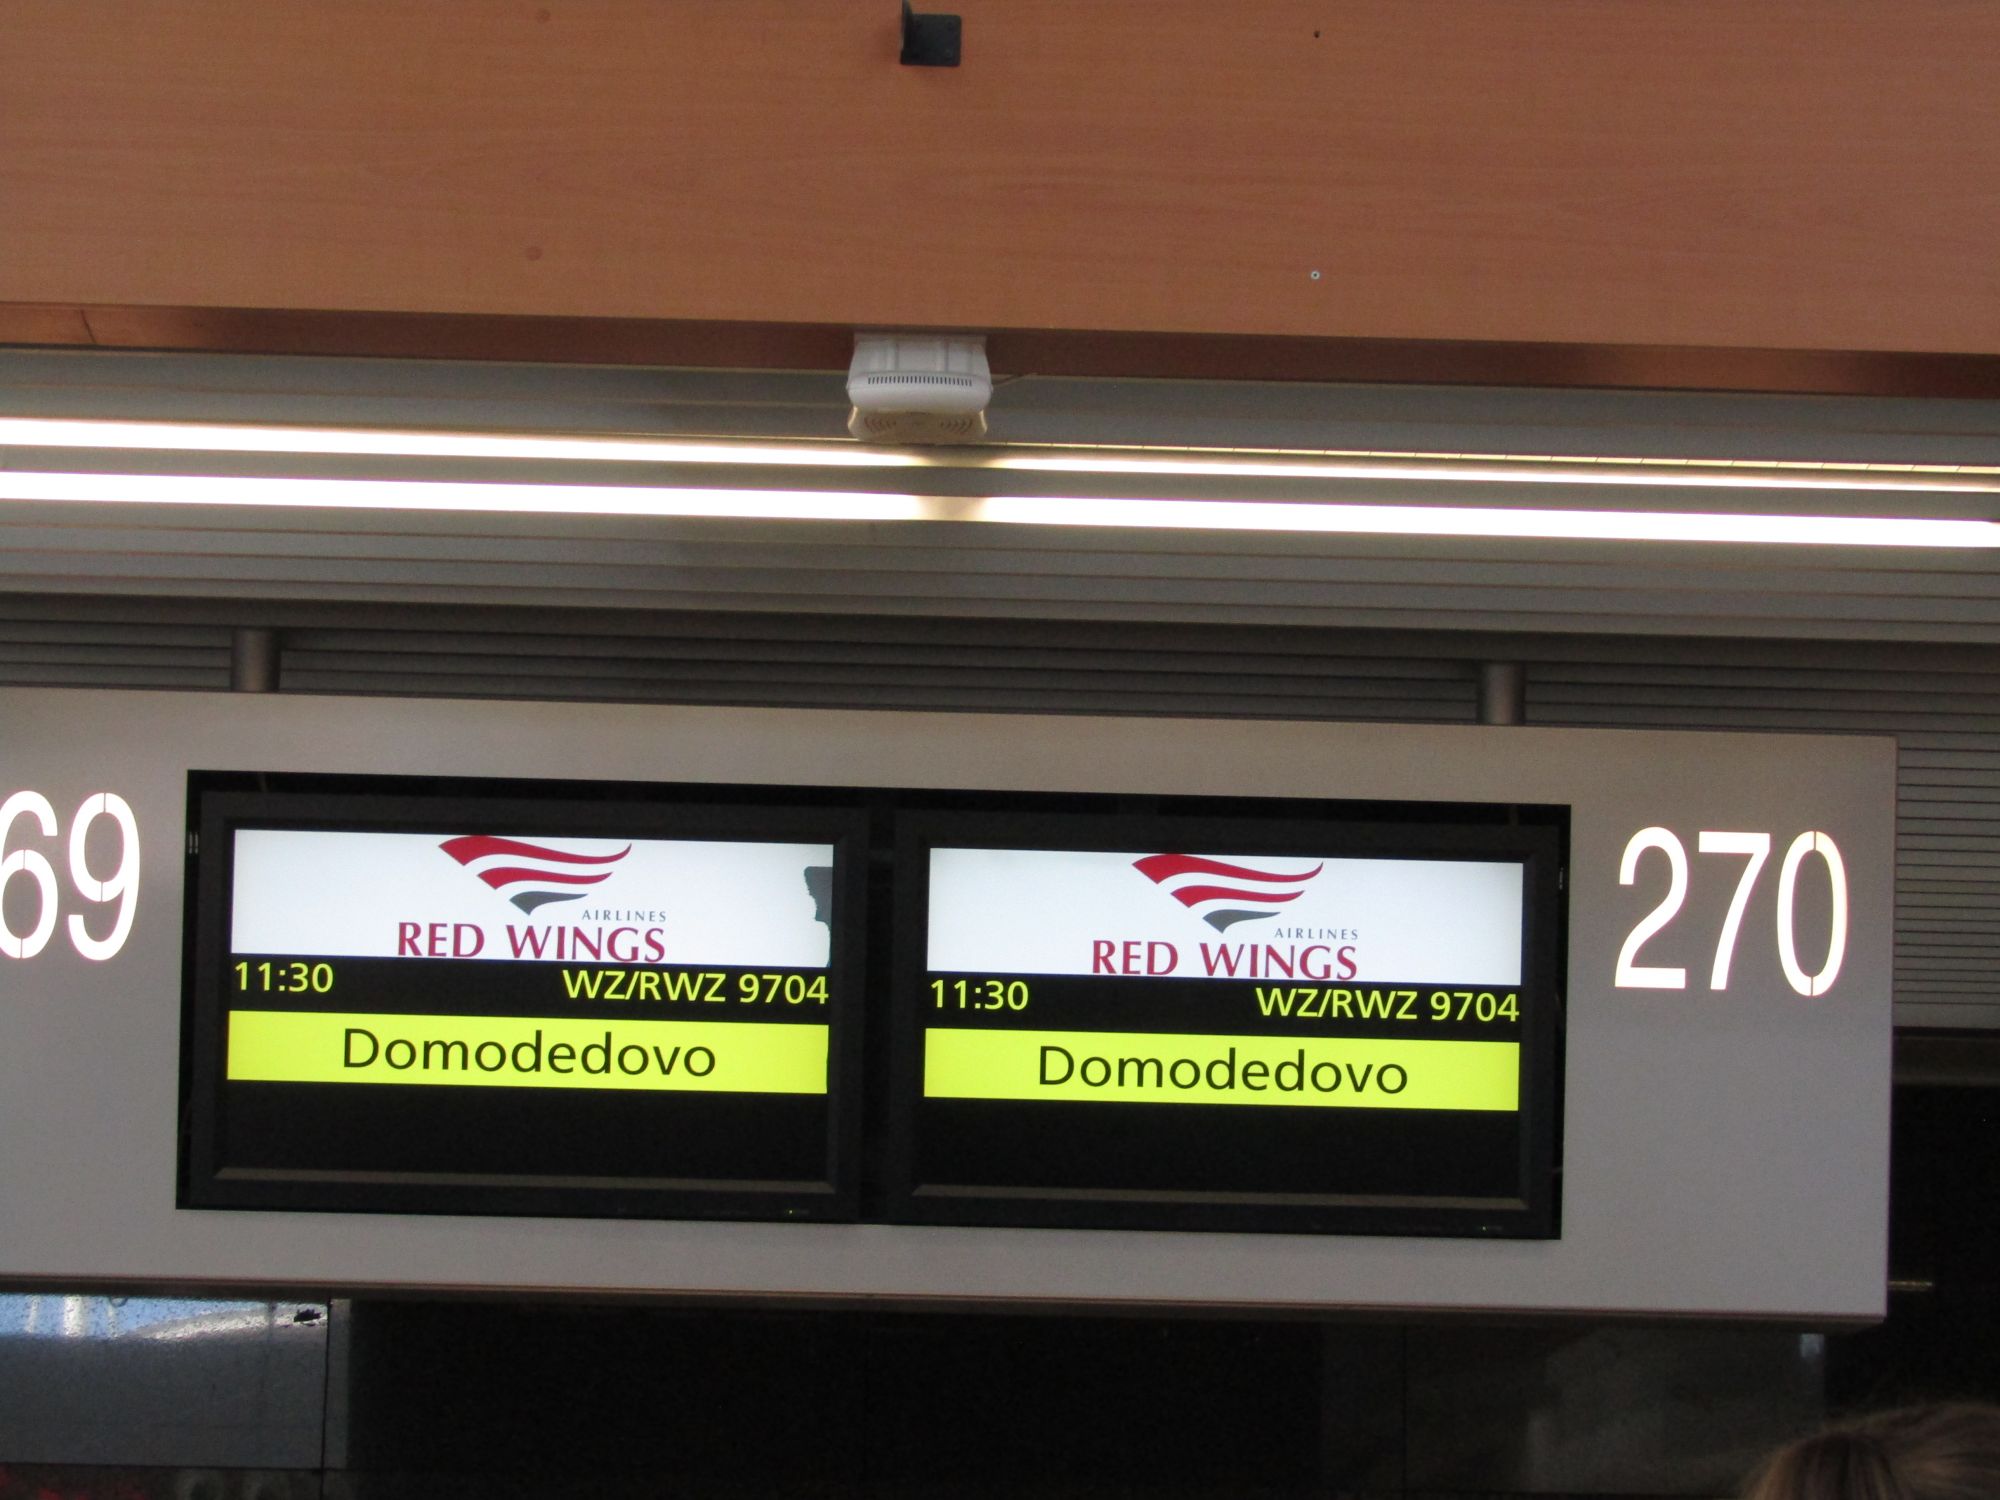 69
AIRLINES
RED WINGS
11:30 WZ/RWZ 9704
Domodedovo
AIRLINES
RED WINGS
11:30 WZ/RWZ 9704
Domodedovo
270